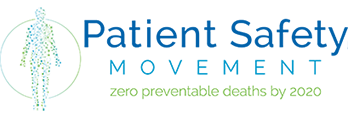 Patient Safety
MOVEMENT
zero preventable deaths by 2020